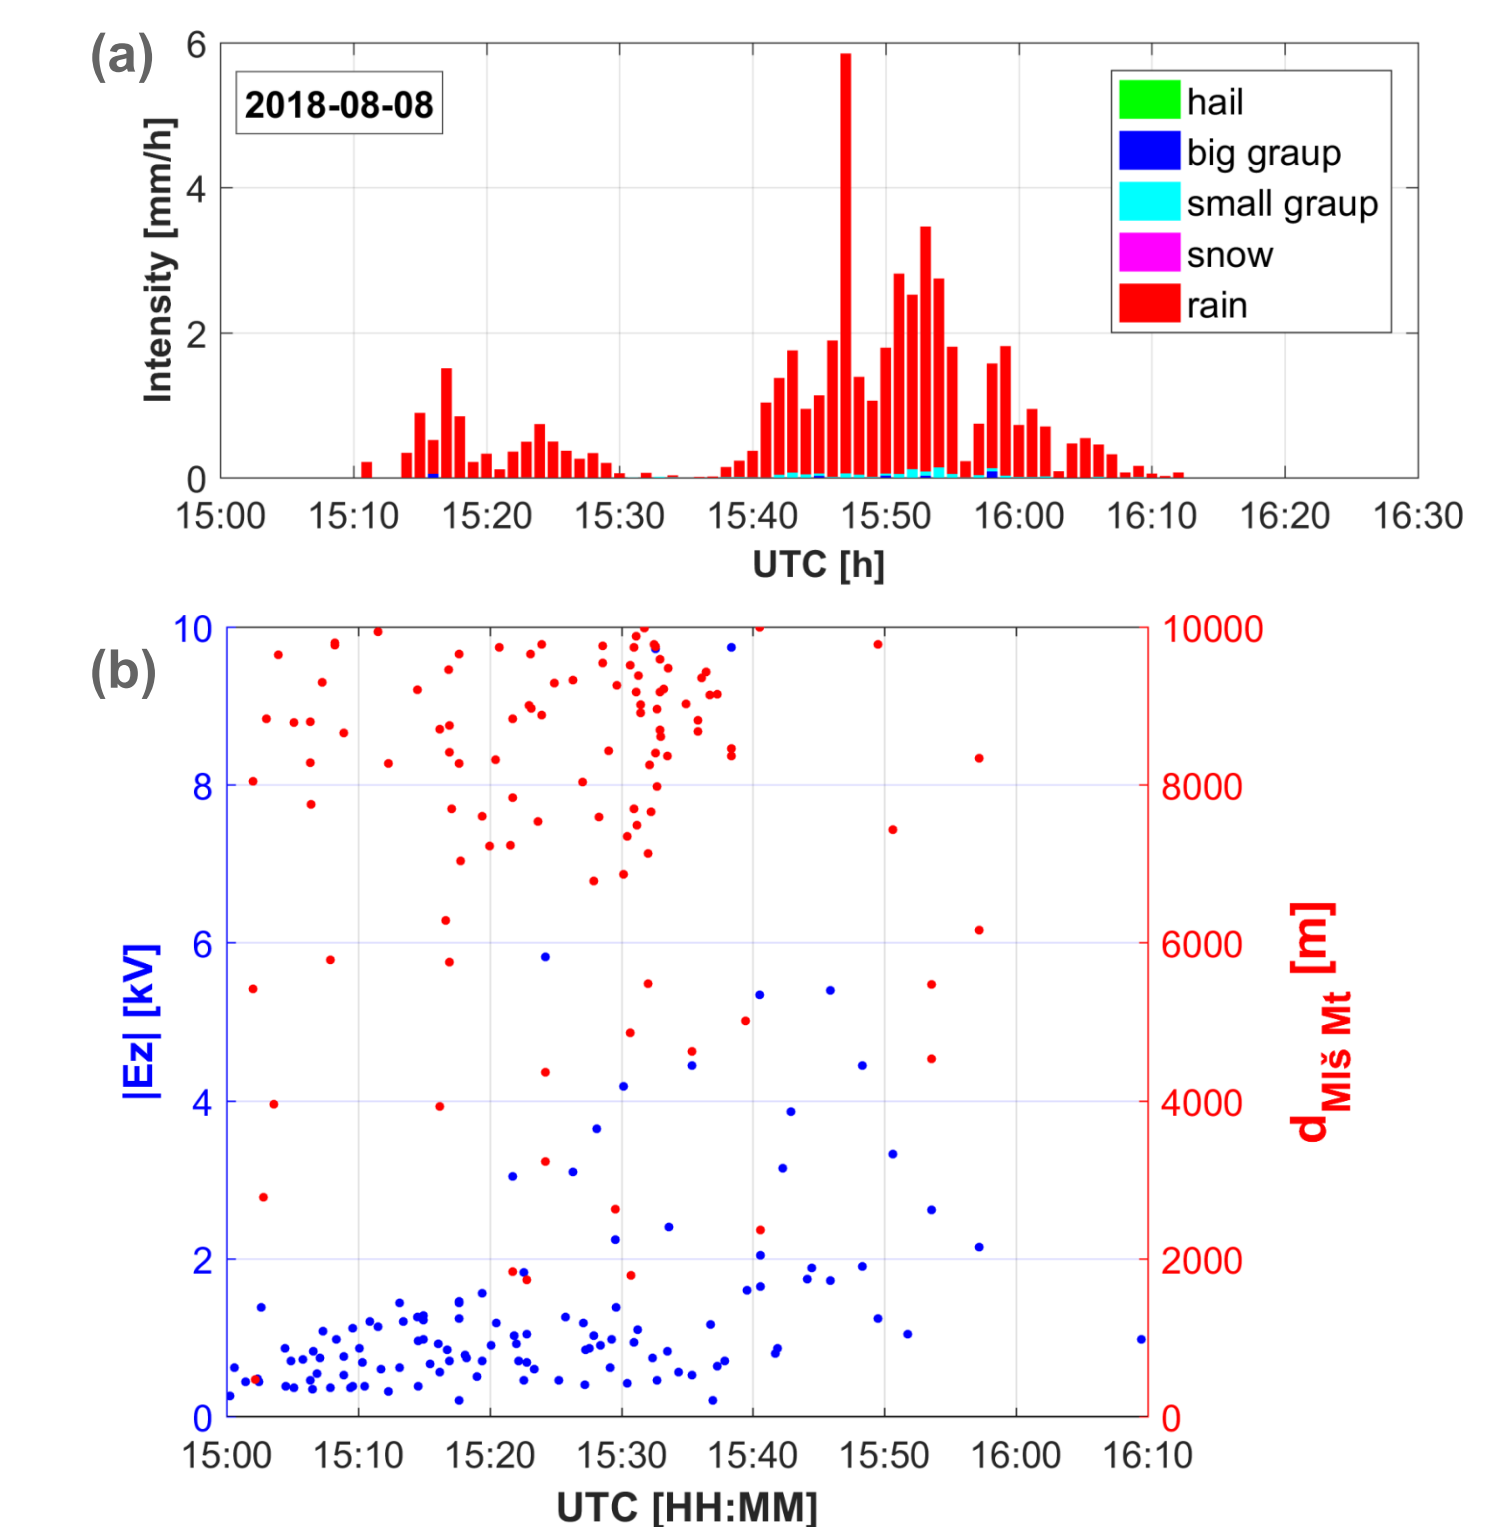 (a)
6
4
2
0
Intensity [mm/h]
2018-08-08
hail
big graup
small graup
snow
rain
15:00 15:10 15:20 15:30 15:40 15:50 16:00 16:10 16:20 16:30
UTC [h]
(b)
10
8
6
4
2
0
|Ez| [kV]
10000
8000
6000
4000
2000
0
d Mlš Mt [m]
15:00 15:10 15:20 15:30 15:40 15:50 16:00 16:10
UTC [HH:MM]